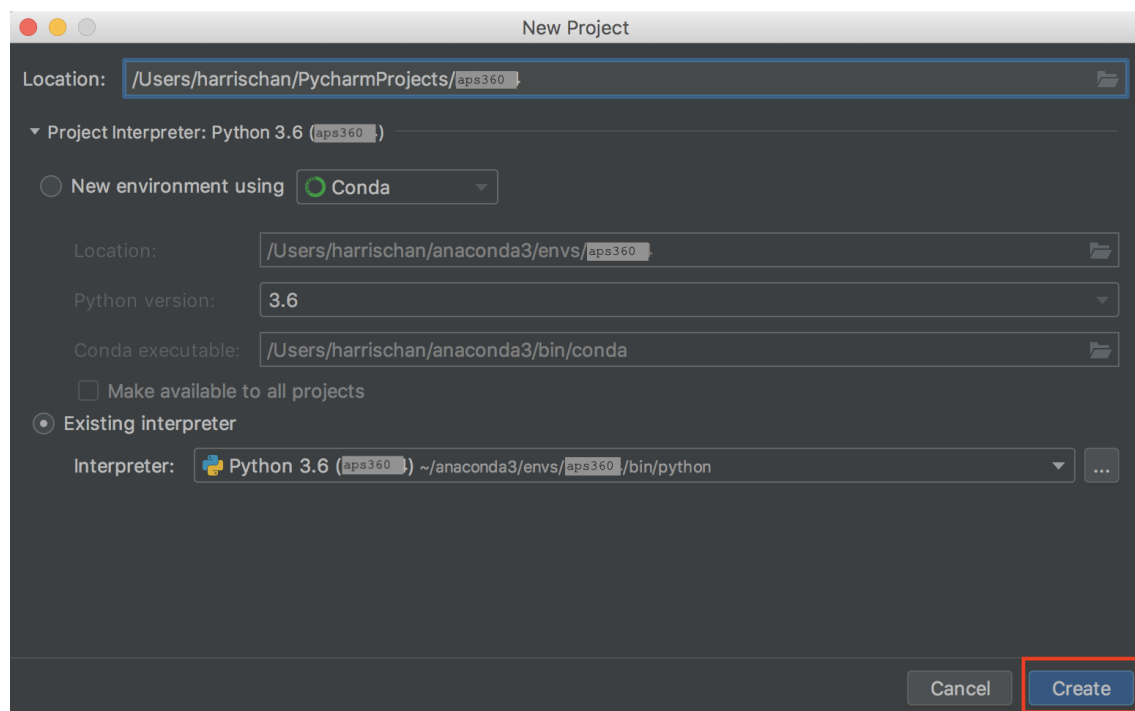 New Project
Location: /Users/harrischan/PycharmProjects/aps360
Project Interpreter: Python 3.6 (aps360)
New environment using Conda
Location: /Users/harrischan/anaconda3/envs/aps360
Python version: 3.6
Conda executable: /Users/harrischan/anaconda3/bin/conda
Make available to all projects
Existing interpreter
Interpreter: Python 3.6 (aps360) ~/anaconda3/envs/aps360/bin/python
...
Cancel Create